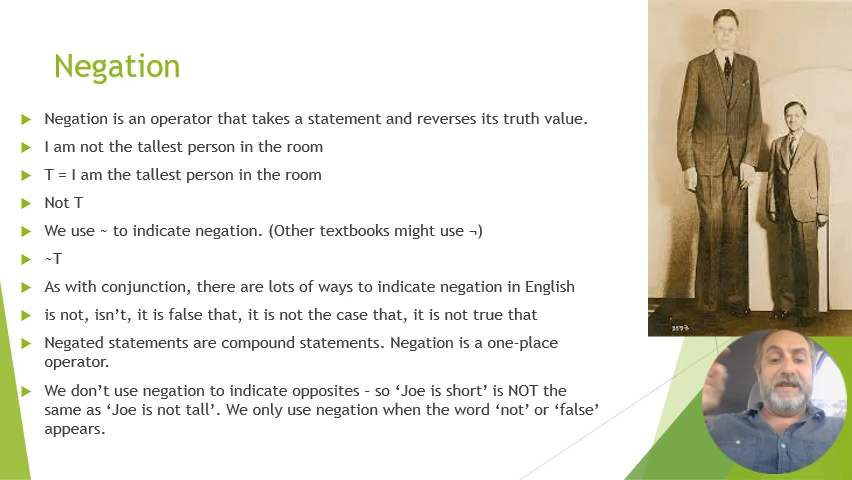 Negation
Negation is an operator that takes a statement and reverses its truth value.
I am not the tallest person in the room
T = I am the tallest person in the room
Not T
We use ~ to indicate negation. (Other textbooks might use ¬)
~T
As with conjunction, there are lots of ways to indicate negation in English
is not, isn’t, it is false that, it is not the case that, it is not true that
Negated statements are compound statements. Negation is a one-place
operator.
We don’t use negation to indicate opposites – so ‘Joe is short’ is NOT the
same as ‘Joe is not tall’. We only use negation when the word ‘not’ or ‘false’
appears.